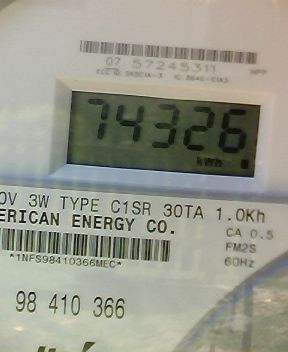 07 57245311
74326
kWh
0V 3W TYPE C1SR 30TA 1.0Kh
ERICAN ENERGY CO.
CA 0.5
FM2S
*1NFS98410366MEC*
60Hz
98 410 366